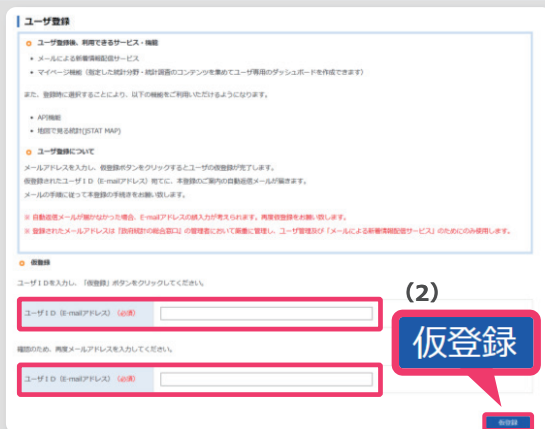 ユーザ登録
ユーザ登録後、利用できるサービス・機能
• メールによる新着情報配信サービス
• マイページ機能（指定した統計分野・統計調査のコンテンツを集めてユーザ専用のダッシュボードを作成できます）
また、登録時に選択することにより、以下の機能をご利用いただけるようになります。
• API機能
• 地図で見る統計(jSTAT MAP)
ユーザ登録について
メールアドレスを入力し、仮登録ボタンをクリックするとユーザの仮登録が完了します。
仮登録されたユーザＩＤ（E-mailアドレス）宛てに、本登録のご案内の自動返信メールが届きます。
メールの手順に従って本登録の手続きをお願い致します。
※ 自動返信メールが届かなかった場合、E-mailアドレスの誤入力が考えられます。再度仮登録をお願い致します。
※ 登録されたメールアドレスは「政府統計の総合窓口」の管理者において厳重に管理し、ユーザ管理及び「メールによる新着情報配信サービス」のためにのみ使用します。
仮登録
ユーザＩＤを入力し、「仮登録」ボタンをクリックしてください。
(2)
ユーザＩＤ（E-mailアドレス）（必須）
仮登録
確認のため、再度メールアドレスを入力してください。
ユーザＩＤ（E-mailアドレス）（必須）
仮登録